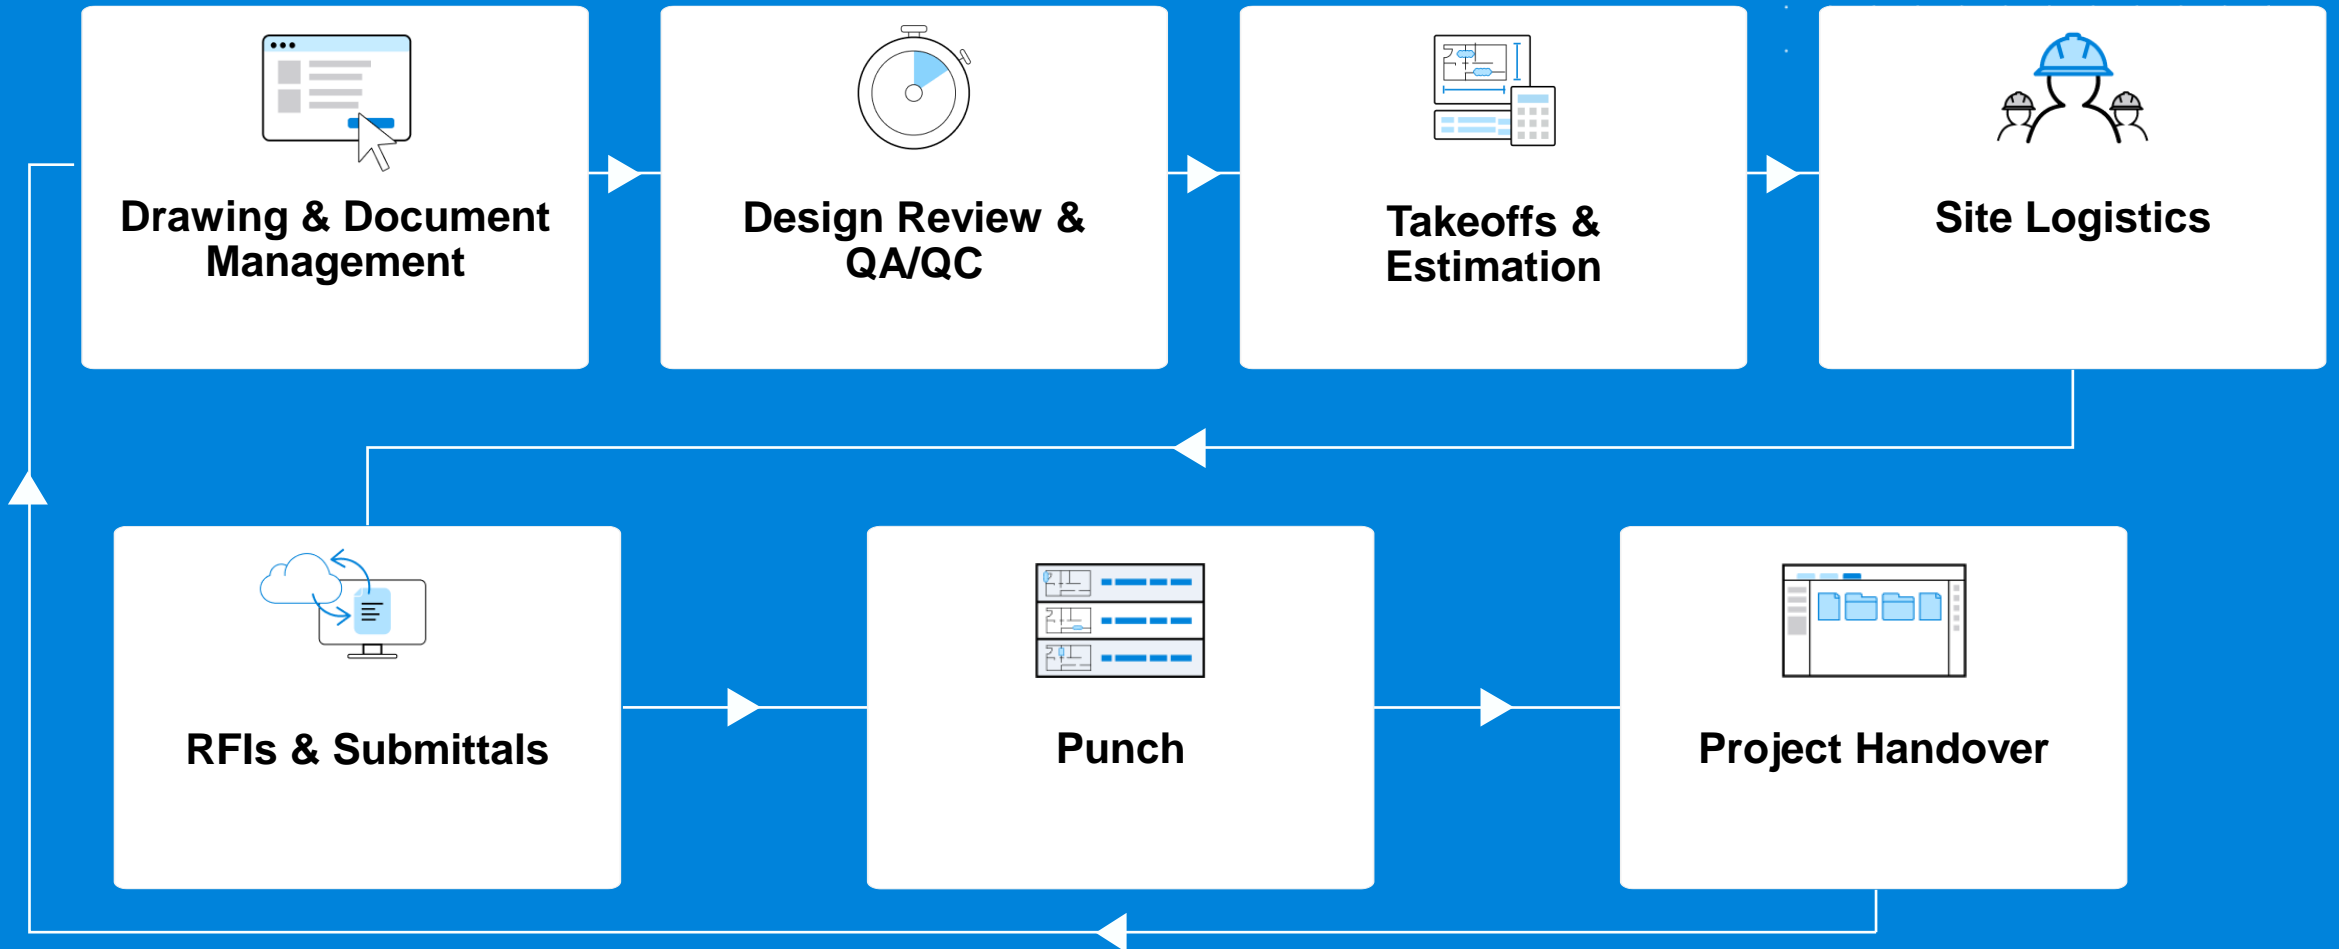 Drawing & Document
Management
Design Review &
QA/QC
Takeoffs &
Estimation
Site Logistics
RFIs & Submittals
Punch
Project Handover